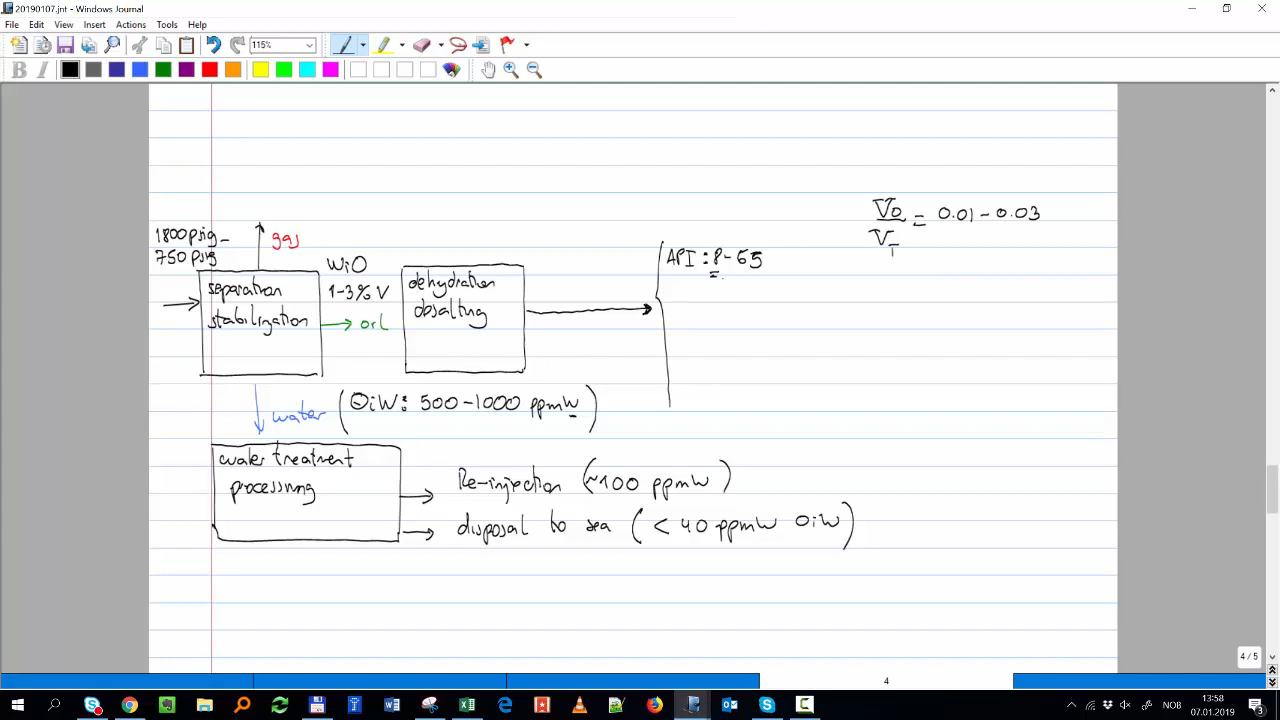 20190107.jnt - Windows Journal
File Edit View Insert Actions Tools Help
115%
B I
1800 psig -
750 psig
gas
WiO
1-3% V
separation
stabilization
oil
dehydration
desalting
API : 8-65
Vo
VT
= 0.01 - 0.03
water
(OiW: 500-1000 ppmw)
water treatment
processing
Re-injection (~100 ppmW)
disposal to sea (< 40 ppmW OiW)
4/5
4
NOB
13:58
07.01.2019